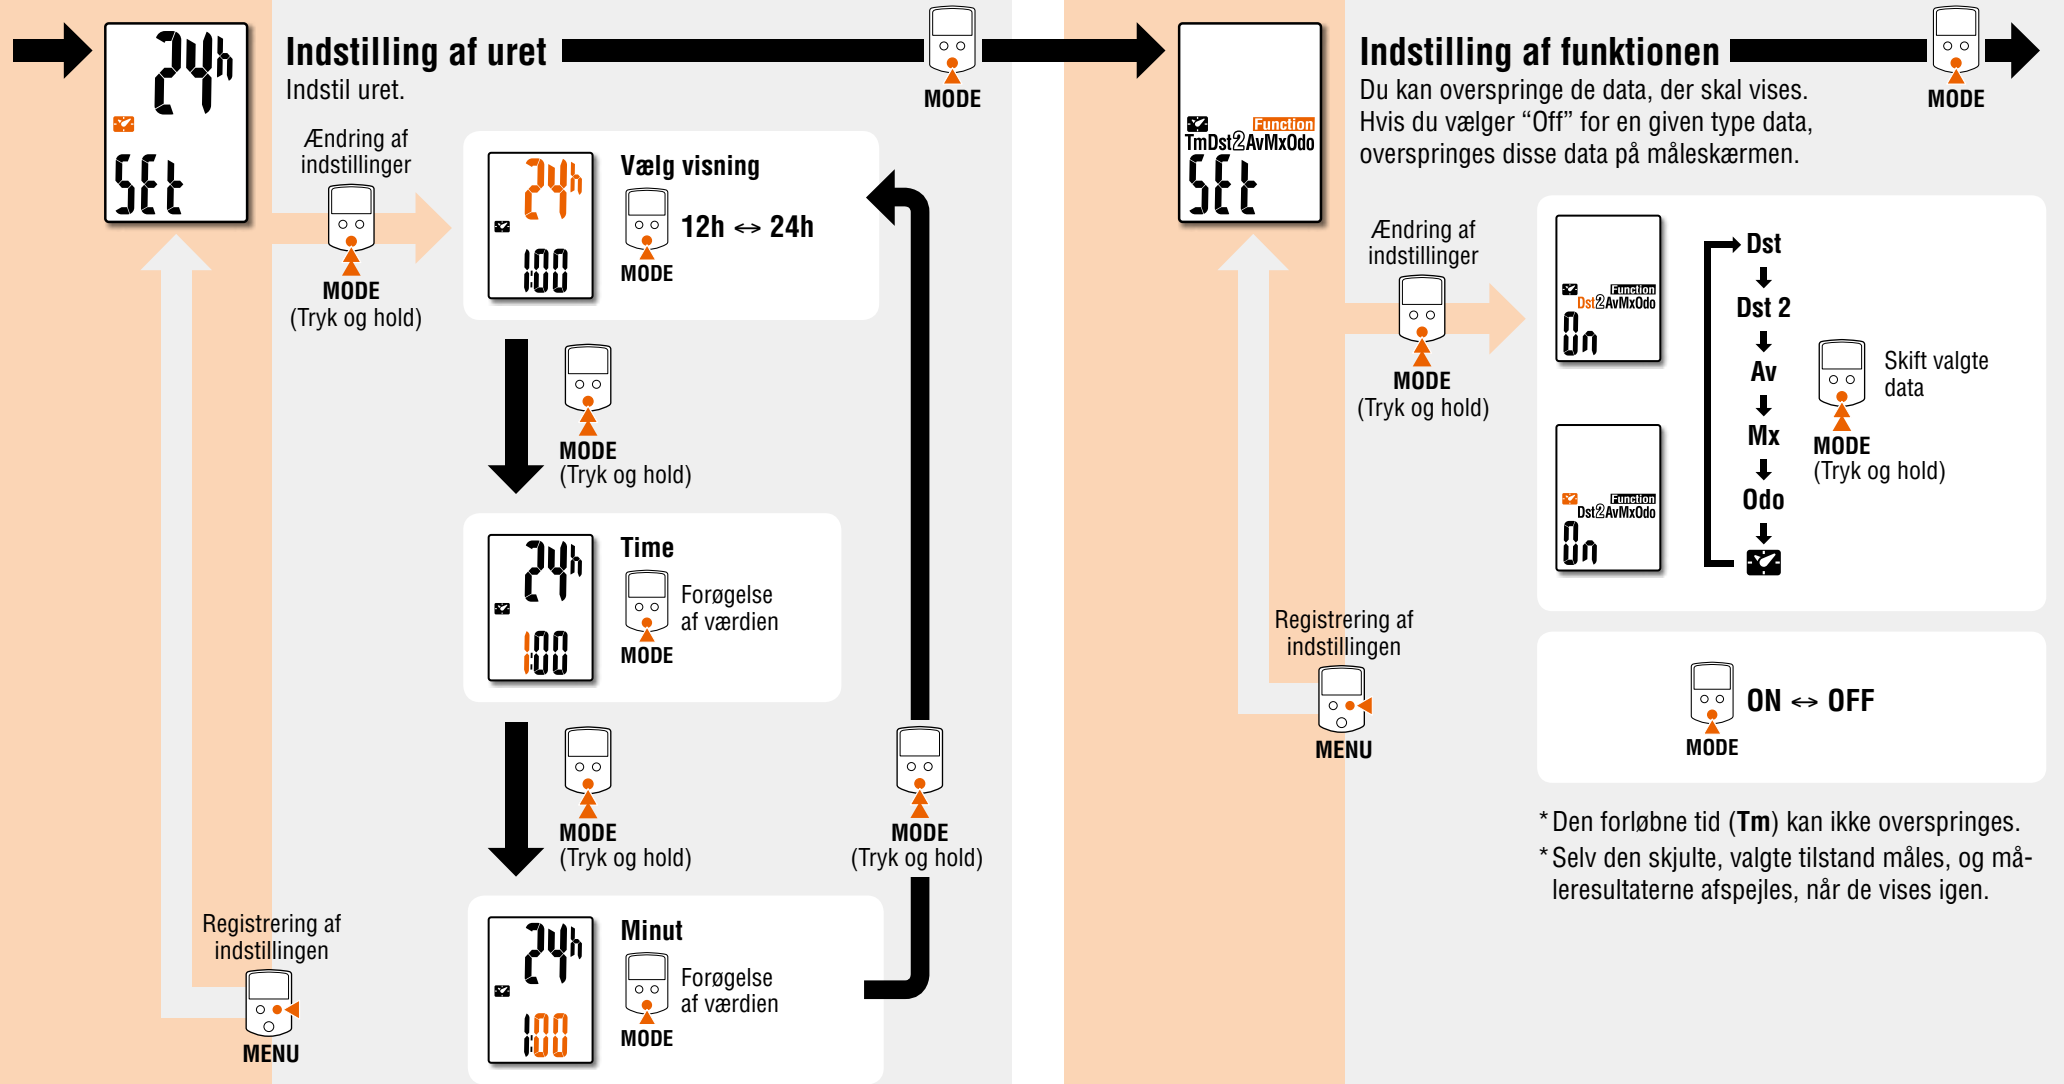 24h
SEt
Indstilling af uret
Indstil uret.
MODE
Ændring af
indstillinger
MODE
(Tryk og hold)
24h
1:00
Vælg visning
12h ↔ 24h
MODE
MODE
(Tryk og hold)
24h
1:00
Time
Forøgelse
af værdien
MODE
MODE
(Tryk og hold)
MODE
(Tryk og hold)
24h
1:00
Minut
Forøgelse
af værdien
MODE
Registrering af
indstillingen
MENU
Function
TmDst2AvMxOdo
SEt
Indstilling af funktionen
Du kan overspringe de data, der skal vises.
Hvis du vælger “Off” for en given type data,
overspringes disse data på måleskærmen.
MODE
Ændring af
indstillinger
MODE
(Tryk og hold)
Function
Dst2AvMxOdo
On
Function
Dst2AvMxOdo
On
Dst
Dst 2
Av
Mx
Odo
Skift valgte
data
MODE
(Tryk og hold)
Registrering af
indstillingen
MENU
ON ↔ OFF
MODE
* Den forløbne tid (Tm) kan ikke overspringes.
* Selv den skjulte, valgte tilstand måles, og må-
leresultaterne afspejles, når de vises igen.